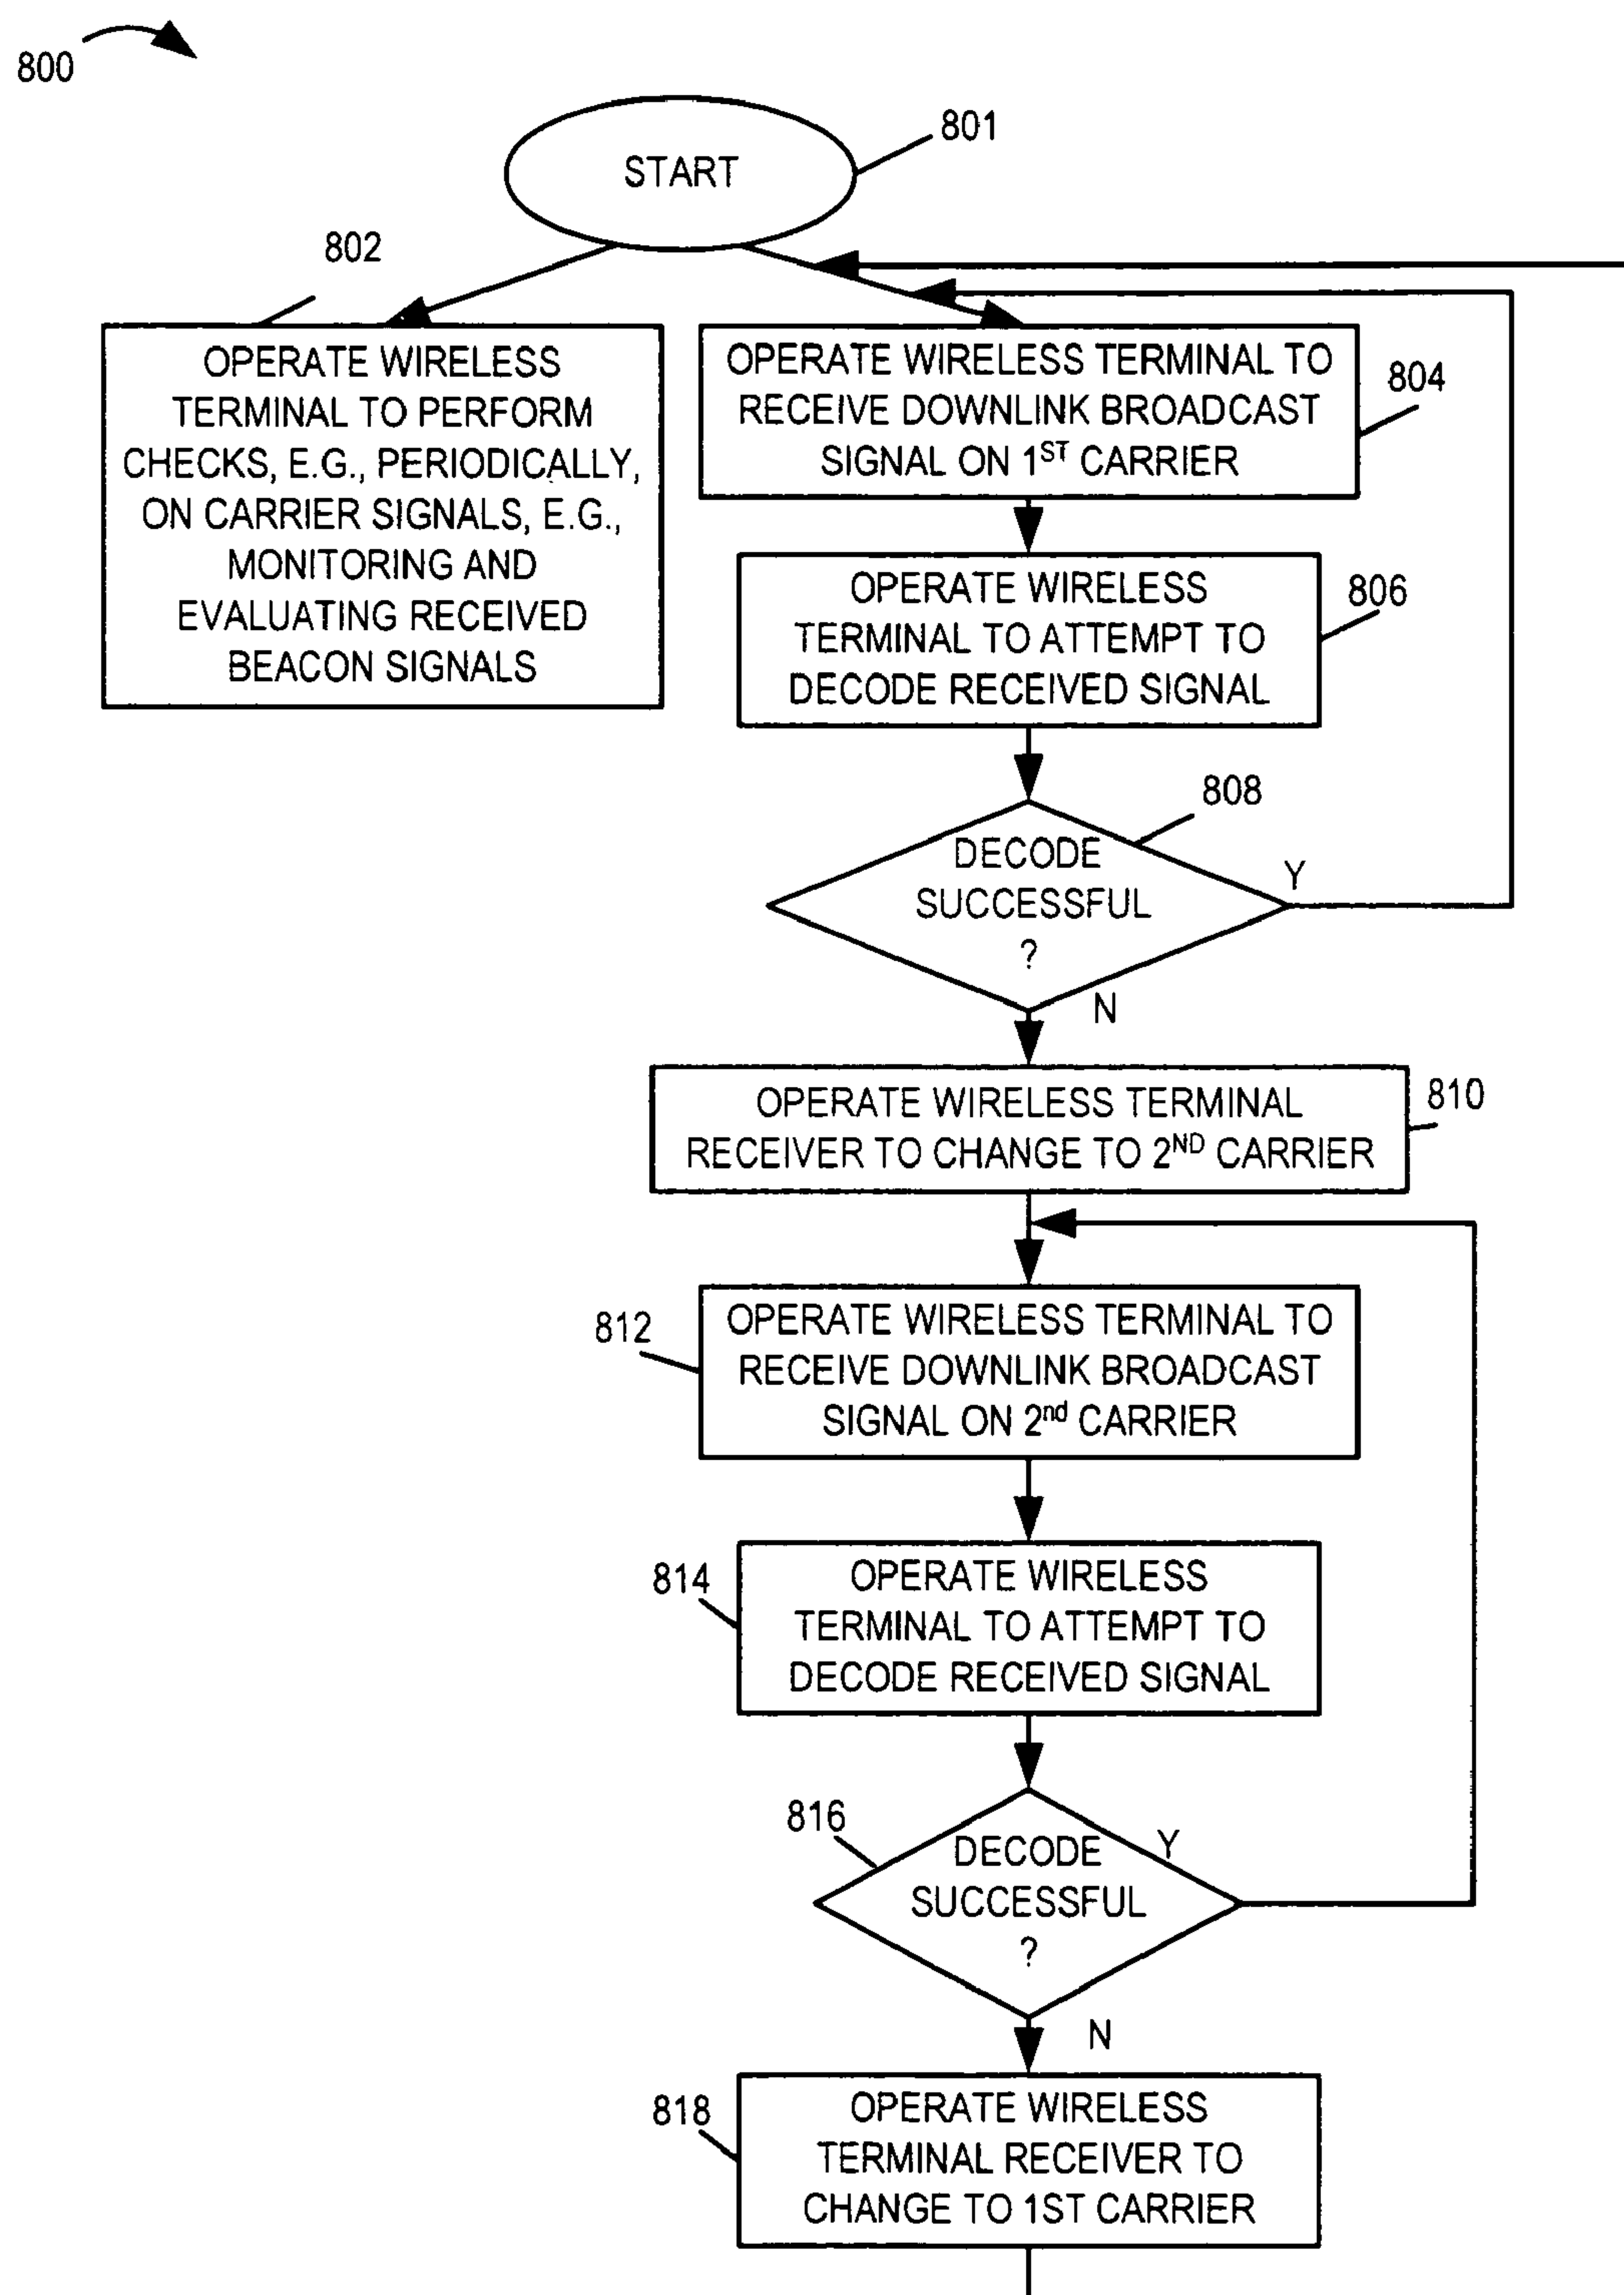 800
START
801
802
OPERATE WIRELESS
TERMINAL TO PERFORM
CHECKS, E.G., PERIODICALLY,
ON CARRIER SIGNALS, E.G.,
MONITORING AND
EVALUATING RECEIVED
BEACON SIGNALS
OPERATE WIRELESS TERMINAL TO
RECEIVE DOWNLINK BROADCAST
SIGNAL ON 1ST CARRIER
804
OPERATE WIRELESS
TERMINAL TO ATTEMPT TO
DECODE RECEIVED SIGNAL
806
808
DECODE
SUCCESSFUL
?
Y
N
OPERATE WIRELESS TERMINAL
RECEIVER TO CHANGE TO 2ND CARRIER
810
812
OPERATE WIRELESS TERMINAL TO
RECEIVE DOWNLINK BROADCAST
SIGNAL ON 2nd CARRIER
814
OPERATE WIRELESS
TERMINAL TO ATTEMPT TO
DECODE RECEIVED SIGNAL
816
DECODE
SUCCESSFUL
?
Y
N
818
OPERATE WIRELESS
TERMINAL RECEIVER TO
CHANGE TO 1ST CARRIER